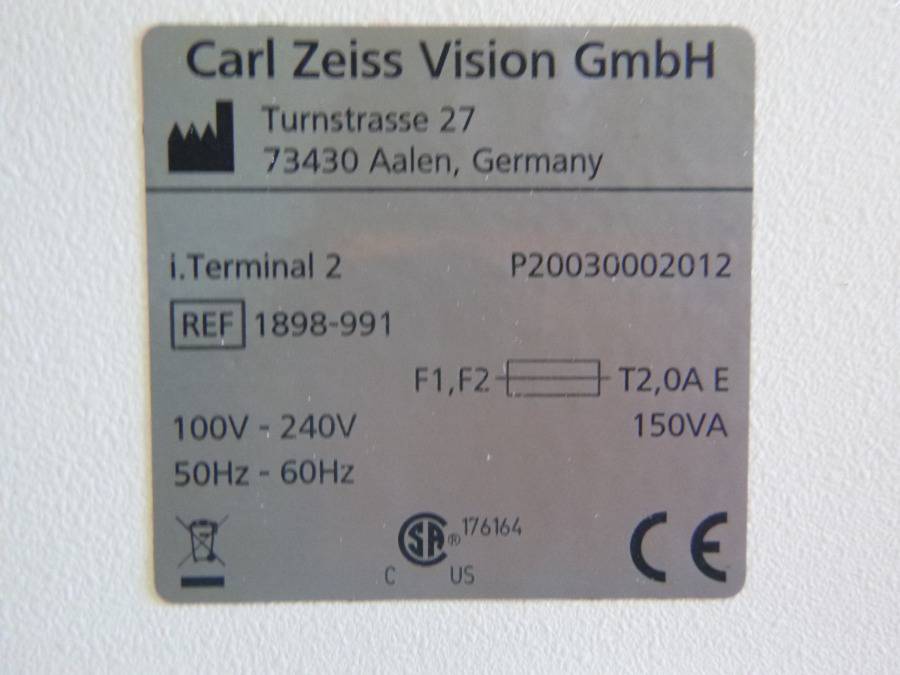 Carl Zeiss Vision GmbH
Turnstrasse 27
73430 Aalen, Germany
i.Terminal 2 P20030002012
REF 1898-991
F1,F2 T2,0A E
100V - 240V 150VA
50Hz - 60Hz
SA ® 176164 CE
C US